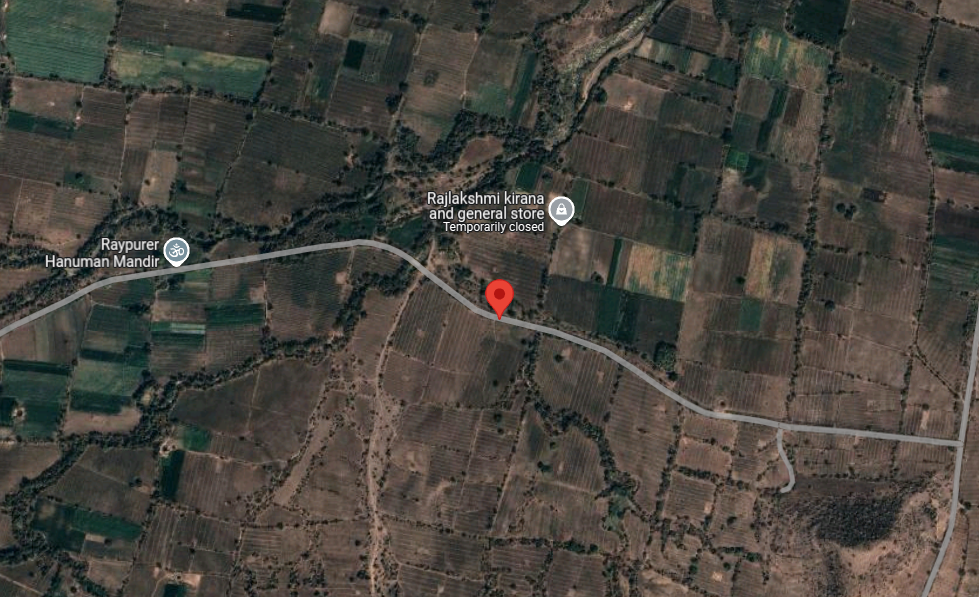 Rajlakshmi kirana
and general store
Temporarily closed
Raypurer
Hanuman Mandir